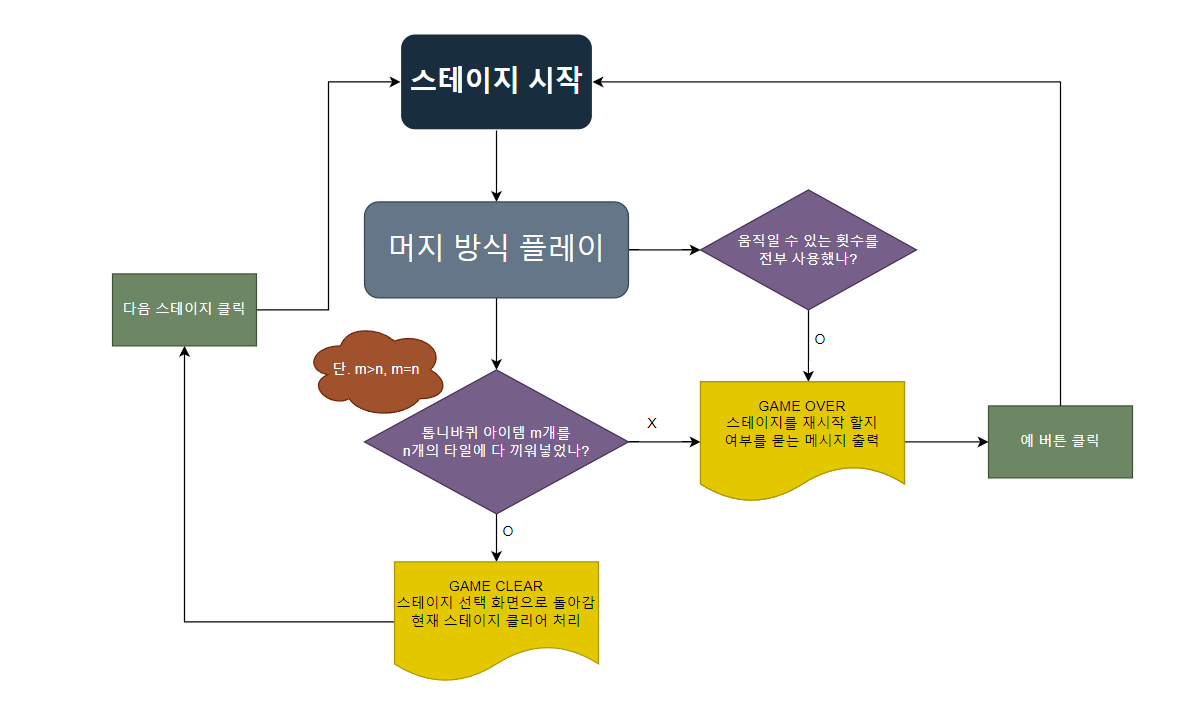 스테이지 시작
머지 방식 플레이
움직일 수 있는 횟수를
전부 사용했나?
다음 스테이지 클릭
O
단. m>n, m=n
톱니바퀴 아이템 m개를
n개의 타일에 다 끼워넣었나?
X
GAME OVER
스테이지를 재시작 할지
여부를 묻는 메시지 출력
예 버튼 클릭
O
GAME CLEAR
스테이지 선택 화면으로 돌아감
현재 스테이지 클리어 처리